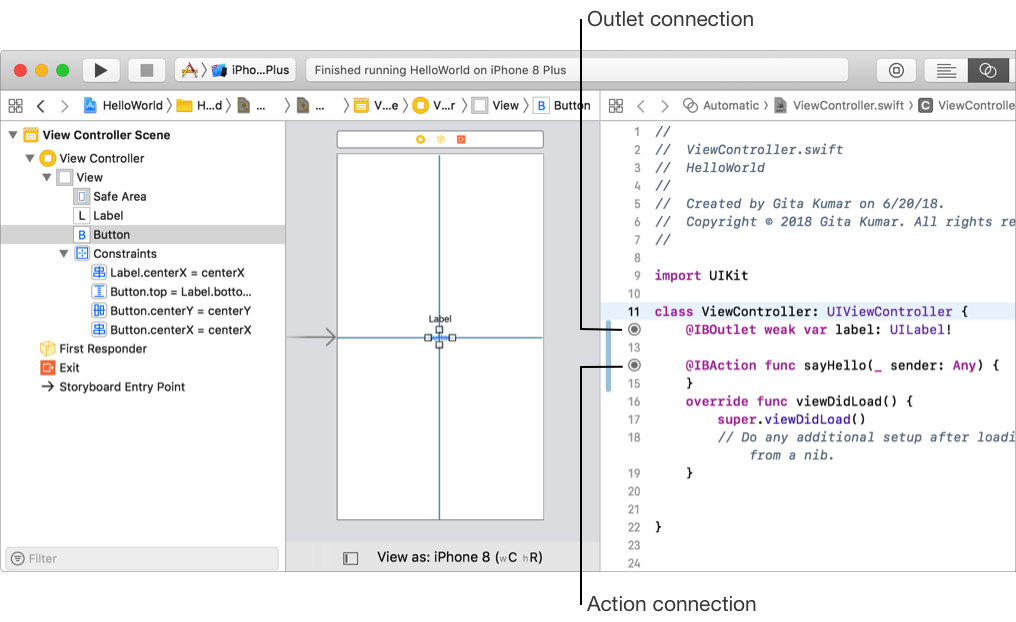 Outlet connection
iPho...Plus
Finished running HelloWorld on iPhone 8 Plus
HelloWorld H...d ... ... V...e V...r View B Button
Automatic ViewController.swift C ViewControlle
View Controller Scene
View Controller
View
Safe Area
L Label
B Button
Constraints
Label.centerX = centerX
Button.top = Label.botto...
Button.centerY = centerY
Button.centerX = centerX
First Responder
Exit
Storyboard Entry Point
Filter
Label
Button
View as: iPhone 8 (wC hR)
1 //
2 // ViewController.swift
3 // HelloWorld
4 //
5 // Created by Gita Kumar on 6/20/18.
6 // Copyright © 2018 Gita Kumar. All rights re
7 //
8
9 import UIKit
10
11 class ViewController: UIViewController {
@IBOutlet weak var label: UILabel!
13
@IBAction func sayHello(_ sender: Any) {
15 }
16 override func viewDidLoad() {
17 super.viewDidLoad()
18 // Do any additional setup after loadi
from a nib.
19 }
20
21
22 }
23
24
Action connection